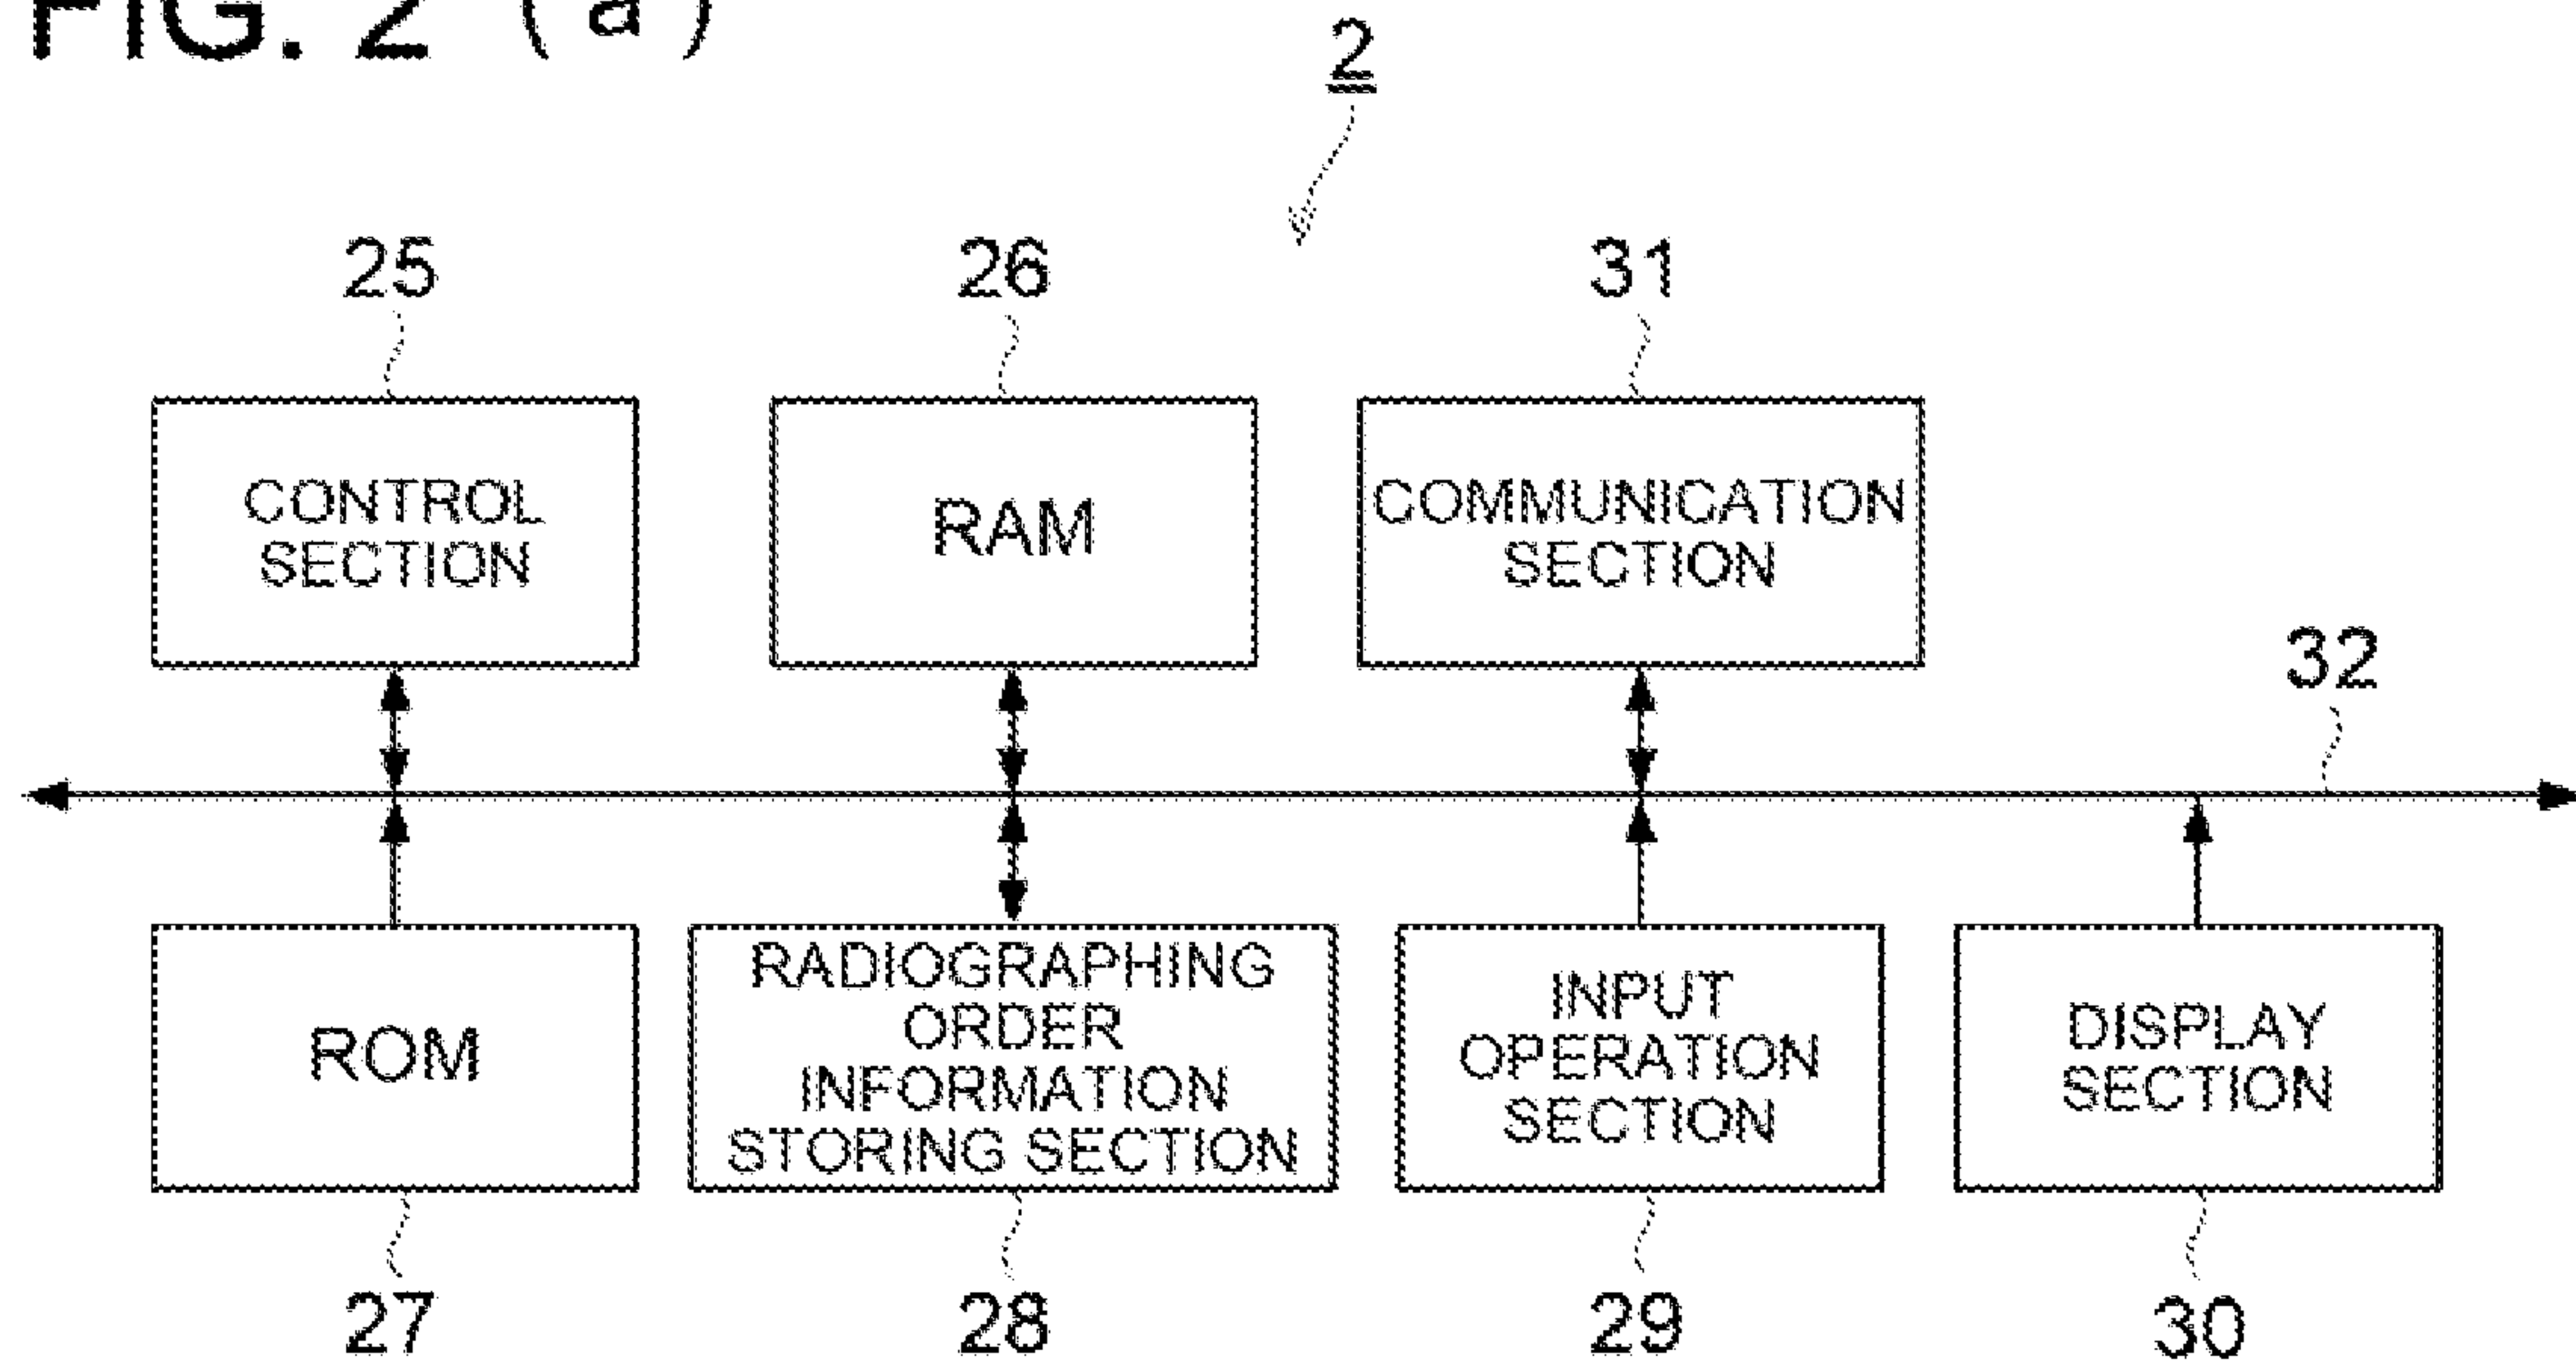 FIG. 2 (a)
2
25
26
31
CONTROL
SECTION
RAM
COMMUNICATION
SECTION
32
ROM
RADIOGRAPHING
ORDER
INFORMATION
STORING SECTION
INPUT
OPERATION
SECTION
DISPLAY
SECTION
27
28
29
30